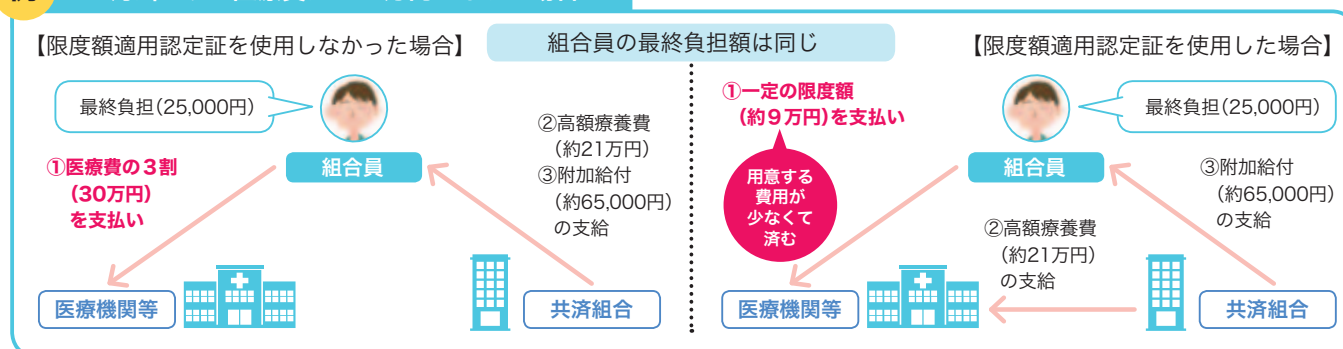 【限度額適用認定証を使用しなかった場合】
組合員の最終負担額は同じ
【限度額適用認定証を使用した場合】
最終負担(25,000円)
①医療費の３割
(30万円)
を支払い
組合員
②高額療養費
(約21万円)
③附加給付
(約65,000円)
の支給
医療機関等
共済組合
①一定の限度額
(約９万円)を支払い
用意する
費用が
少なくて
済む
最終負担(25,000円)
組合員
③附加給付
(約65,000円)
の支給
②高額療養費
(約21万円)
の支給
医療機関等
共済組合